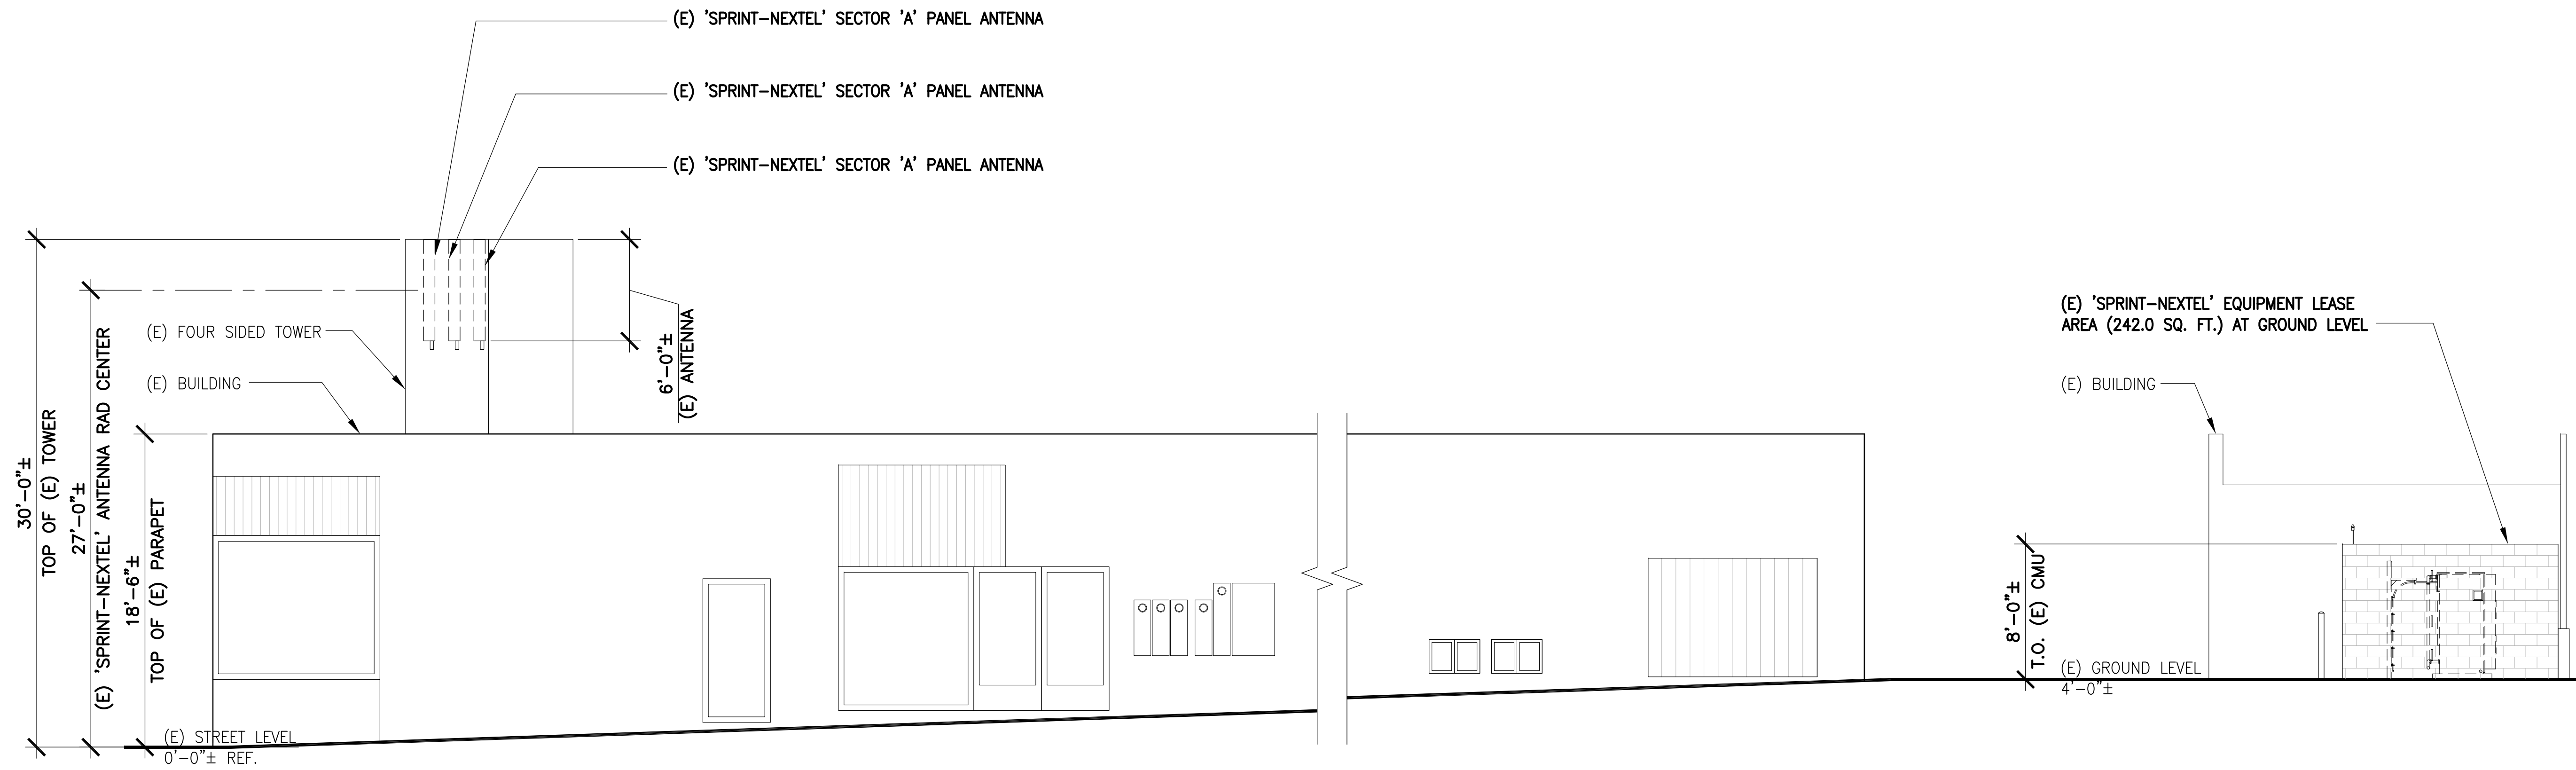 (E) 'SPRINT-NEXTEL' SECTOR 'A' PANEL ANTENNA
(E) 'SPRINT-NEXTEL' SECTOR 'A' PANEL ANTENNA
(E) 'SPRINT-NEXTEL' SECTOR 'A' PANEL ANTENNA
30'-0"±
TOP OF (E) TOWER
27'-0"±
(E) 'SPRINT-NEXTEL' ANTENNA RAD CENTER
18'-6"±
TOP OF (E) PARAPET
(E) FOUR SIDED TOWER
(E) BUILDING
6'-0"±
(E) ANTENNA
(E) STREET LEVEL
0'-0"± REF.
(E) 'SPRINT-NEXTEL' EQUIPMENT LEASE
AREA (242.0 SQ. FT.) AT GROUND LEVEL
(E) BUILDING
8'-0"±
T.O. (E) CMU
(E) GROUND LEVEL
4'-0"±